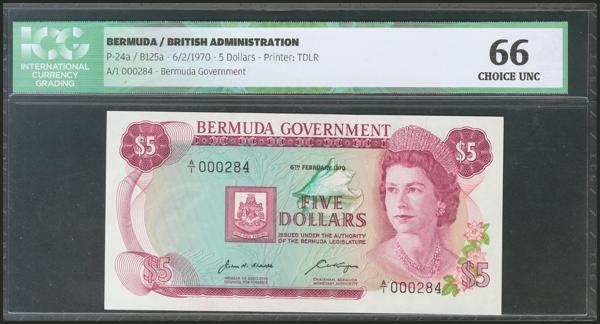 ICG
INTERNATIONAL
CURRENCY
GRADING
BERMUDA / BRITISH ADMINISTRATION
P-24a / B125a - 6/2/1970 - 5 Dollars - Printer: TDLR
A/1 000284 - Bermuda Government
66
CHOICE UNC
$5
BERMUDA GOVERNMENT
$5
A/1 000284
6TH FEBRUARY 1970
FIVE
DOLLARS
ISSUED UNDER THE AUTHORITY
OF THE BERMUDA LEGISLATURE
$5
MEMBER OF EXECUTIVE
COUNCIL FOR FINANCE
CHAIRMAN, BERMUDA
MONETARY AUTHORITY
A/1 000284
$5